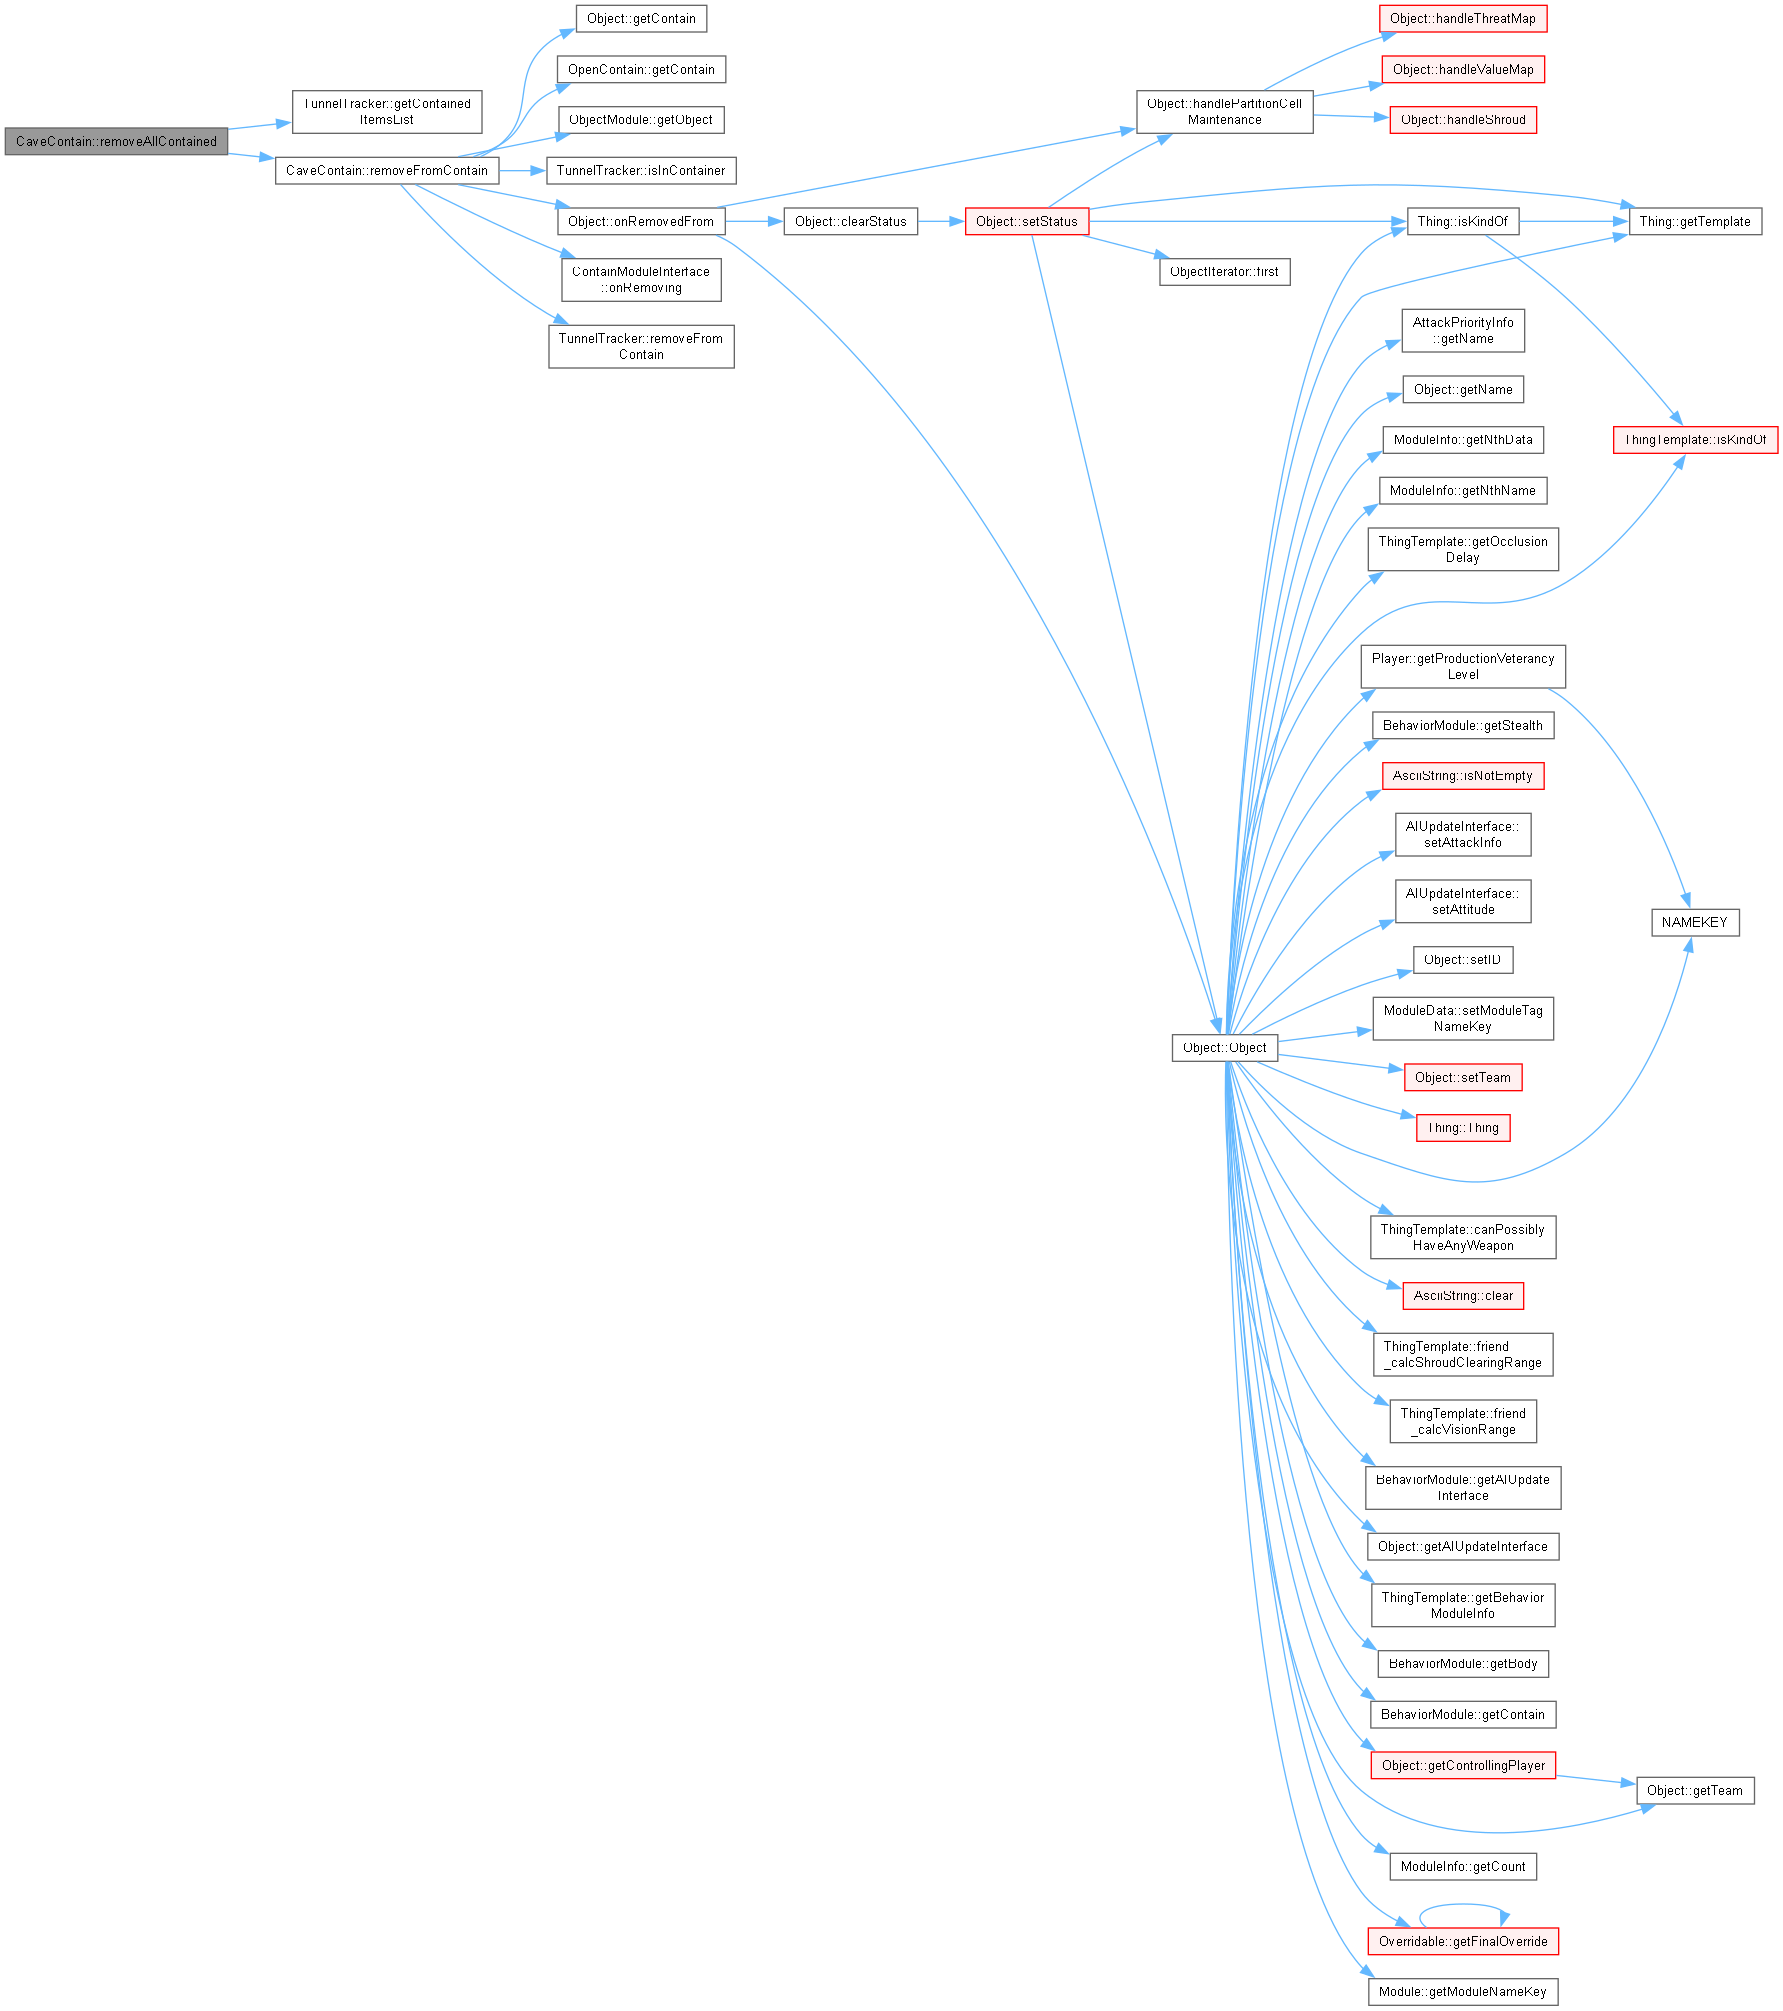 CaveContain::removeAllContained
TunnelTracker::getContained
ItemsList
CaveContain::removeFromContain
Object::getContain
OpenContain::getContain
ObjectModule::getObject
TunnelTracker::isInContainer
Object::onRemovedFrom
ContainModuleInterface
::onRemoving
TunnelTracker::removeFrom
Contain
Object::clearStatus
Object::setStatus
Object::handlePartitionCell
Maintenance
ObjectIterator::first
Object::Object
Object::handleThreatMap
Object::handleValueMap
Object::handleShroud
Thing::isKindOf
AttackPriorityInfo
::getName
Object::getName
ModuleInfo::getNthData
ModuleInfo::getNthName
ThingTemplate::getOcclusion
Delay
Player::getProductionVeterancy
Level
BehaviorModule::getStealth
AsciiString::isNotEmpty
AIUpdateInterface::
setAttackInfo
AIUpdateInterface::
setAttitude
Object::setID
ModuleData::setModuleTag
NameKey
Object::setTeam
Thing::Thing
ThingTemplate::canPossibly
HaveAnyWeapon
AsciiString::clear
ThingTemplate::friend
_calcShroudClearingRange
ThingTemplate::friend
_calcVisionRange
BehaviorModule::getAIUpdate
Interface
Object::getAIUpdateInterface
ThingTemplate::getBehavior
ModuleInfo
BehaviorModule::getBody
BehaviorModule::getContain
Object::getControllingPlayer
ModuleInfo::getCount
Overridable::getFinalOverride
Module::getModuleNameKey
Thing::getTemplate
ThingTemplate::isKindOf
NAMEKEY
Object::getTeam